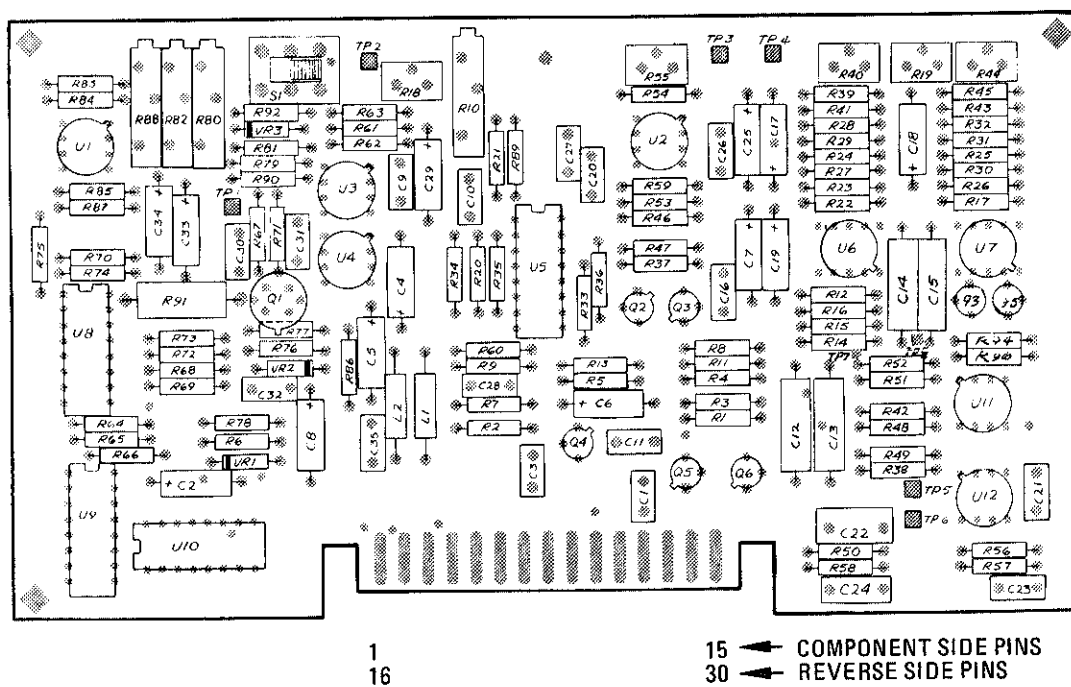 TP2
TP3
TP4
S1
R18
R10
R55
R40
R19
R44
R83
R84
R88
R82
R80
R92
VR3
R81
R79
R90
R63
R61
R62
R54
R39
R41
R28
R29
R24
R27
R23
R22
R45
R43
R32
R31
R25
R30
R26
R17
U1
U3
C9
C29
R21
R89
C27
C20
U2
C26
C25
C17
C18
R85
R87
C34
C33
R67
R71
C31
C30
C10
R59
R53
R46
R75
R70
R74
U4
C4
R34
R20
R35
U5
R33
R36
R47
R37
C16
C7
C19
U6
C14
C15
U7
R91
Q1
Q2
Q3
R12
R16
R15
R14
U8
R73
R72
R68
R69
R77
R76
VR2
C32
R86
C5
R60
R9
C28
R7
R2
R13
R5
C6
R8
R11
R4
R3
R1
TP7
R52
R51
R64
R65
R66
R78
R6
VR1
C8
C35
L2
L1
Q4
C11
C12
C13
R42
R48
R49
R38
U11
C2
C3
C1
Q5
Q6
TP5
TP6
U12
C21
U9
U10
C22
R50
R58
C24
R56
R57
C23
1
16
15 ← COMPONENT SIDE PINS
30 ← REVERSE SIDE PINS